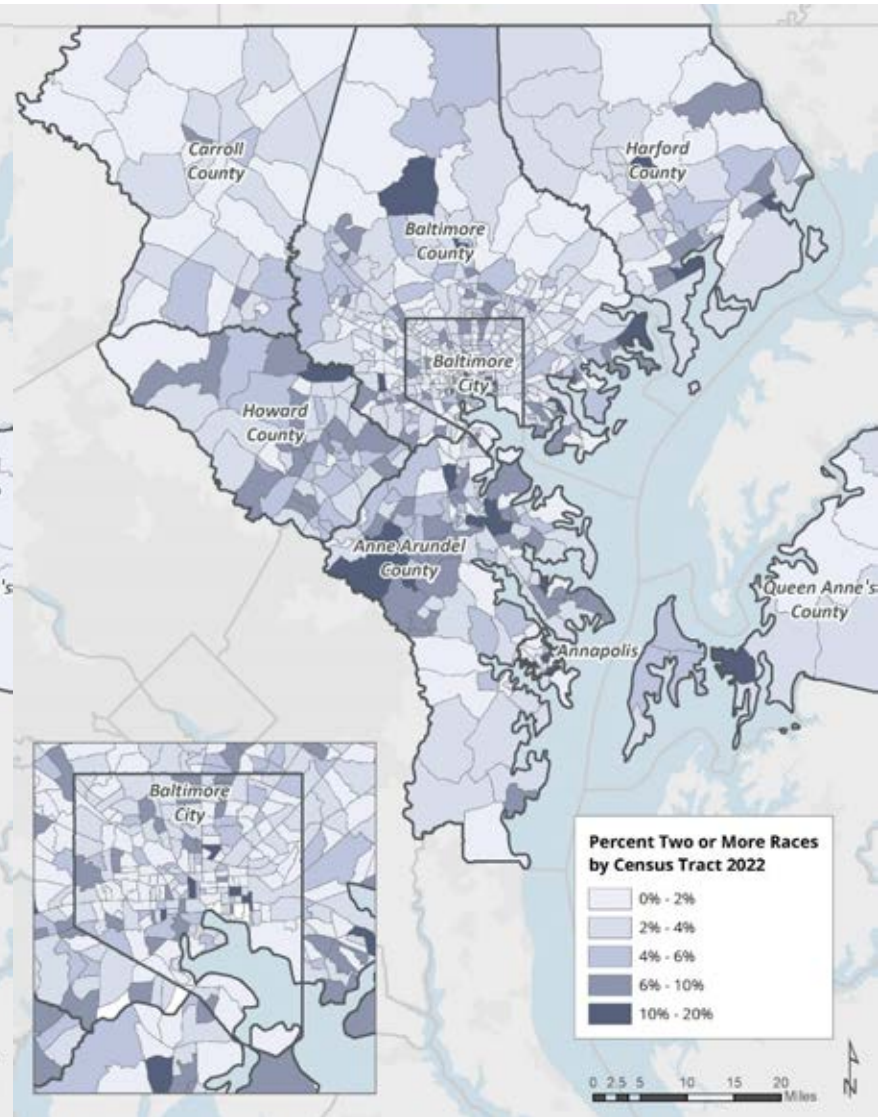 Carroll
County
Harford
County
Baltimore
County
Baltimore
City
Howard
County
Anne Arundel
County
Queen Anne's
County
's
Annapolis
Baltimore
City
Percent Two or More Races
by Census Tract 2022
0% - 2%
2% - 4%
4% - 6%
6% - 10%
10% - 20%
0 2.5 5 10 15 20
Miles
N